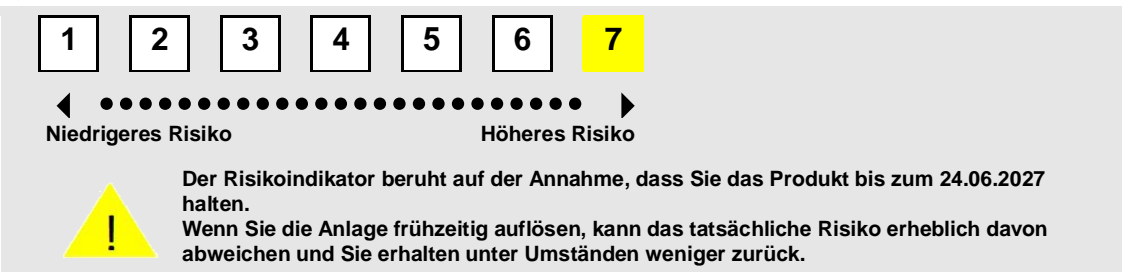 1 2 3 4 5 6 7
Niedrigeres Risiko Höheres Risiko
Der Risikoindikator beruht auf der Annahme, dass Sie das Produkt bis zum 24.06.2027
halten.
Wenn Sie die Anlage frühzeitig auflösen, kann das tatsächliche Risiko erheblich davon
abweichen und Sie erhalten unter Umständen weniger zurück.
!